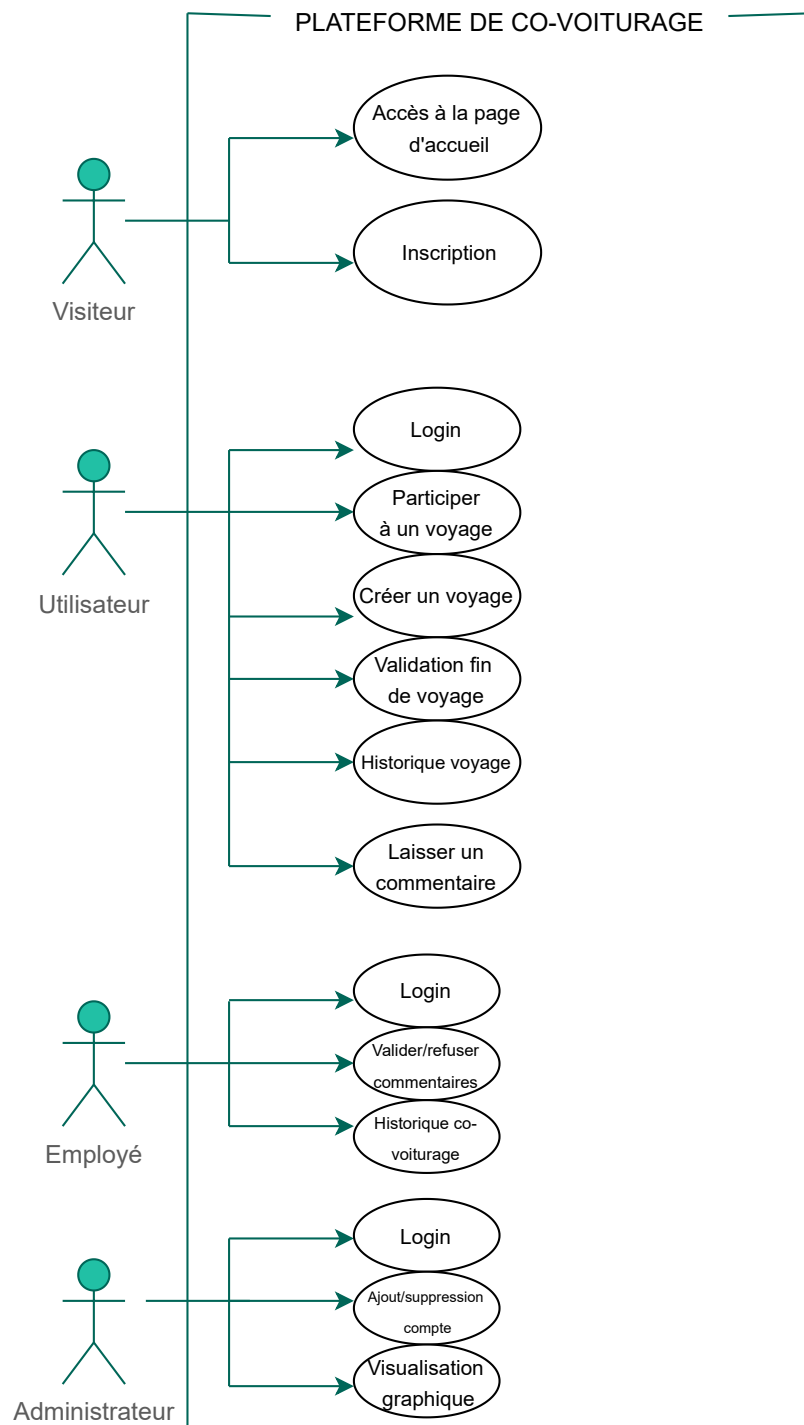 PLATEFORME DE CO-VOITURAGE
Accès à la page
d'accueil
Inscription
Visiteur
Login
Participer
à un voyage
Créer un voyage
Utilisateur
Validation fin
de voyage
Historique voyage
Laisser un
commentaire
Login
Valider/refuser
commentaires
Historique co-
voiturage
Employé
Login
Ajout/suppression
compte
Visualisation
graphique
Administrateur